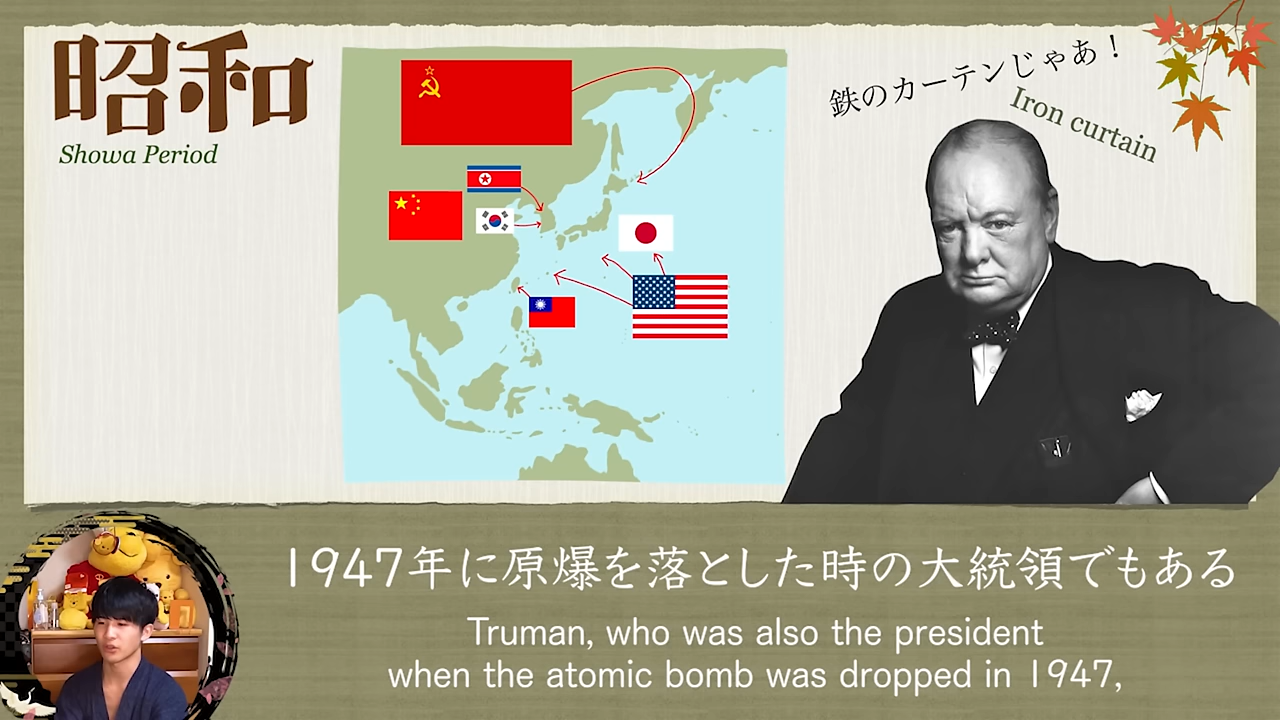 昭和
Showa Period
鉄のカーテンじゃあ！
Iron curtain
1947年に原爆を落とした時の大統領でもある
Truman, who was also the president
when the atomic bomb was dropped in 1947,